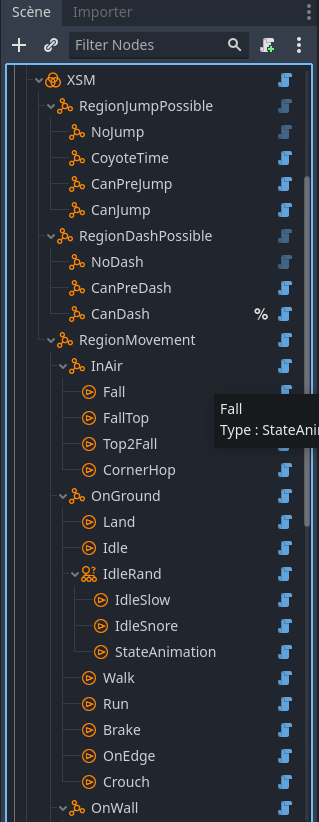 Scène Importer
Filter Nodes
XSM
RegionJumpPossible
NoJump
CoyoteTime
CanPreJump
CanJump
RegionDashPossible
NoDash
CanPreDash
CanDash %
RegionMovement
InAir
Fall
Fall
FallTop
Type : StateAni
Top2Fall
CornerHop
OnGround
Land
Idle
IdleRand
IdleSlow
IdleSnore
StateAnimation
Walk
Run
Brake
OnEdge
Crouch
OnWall